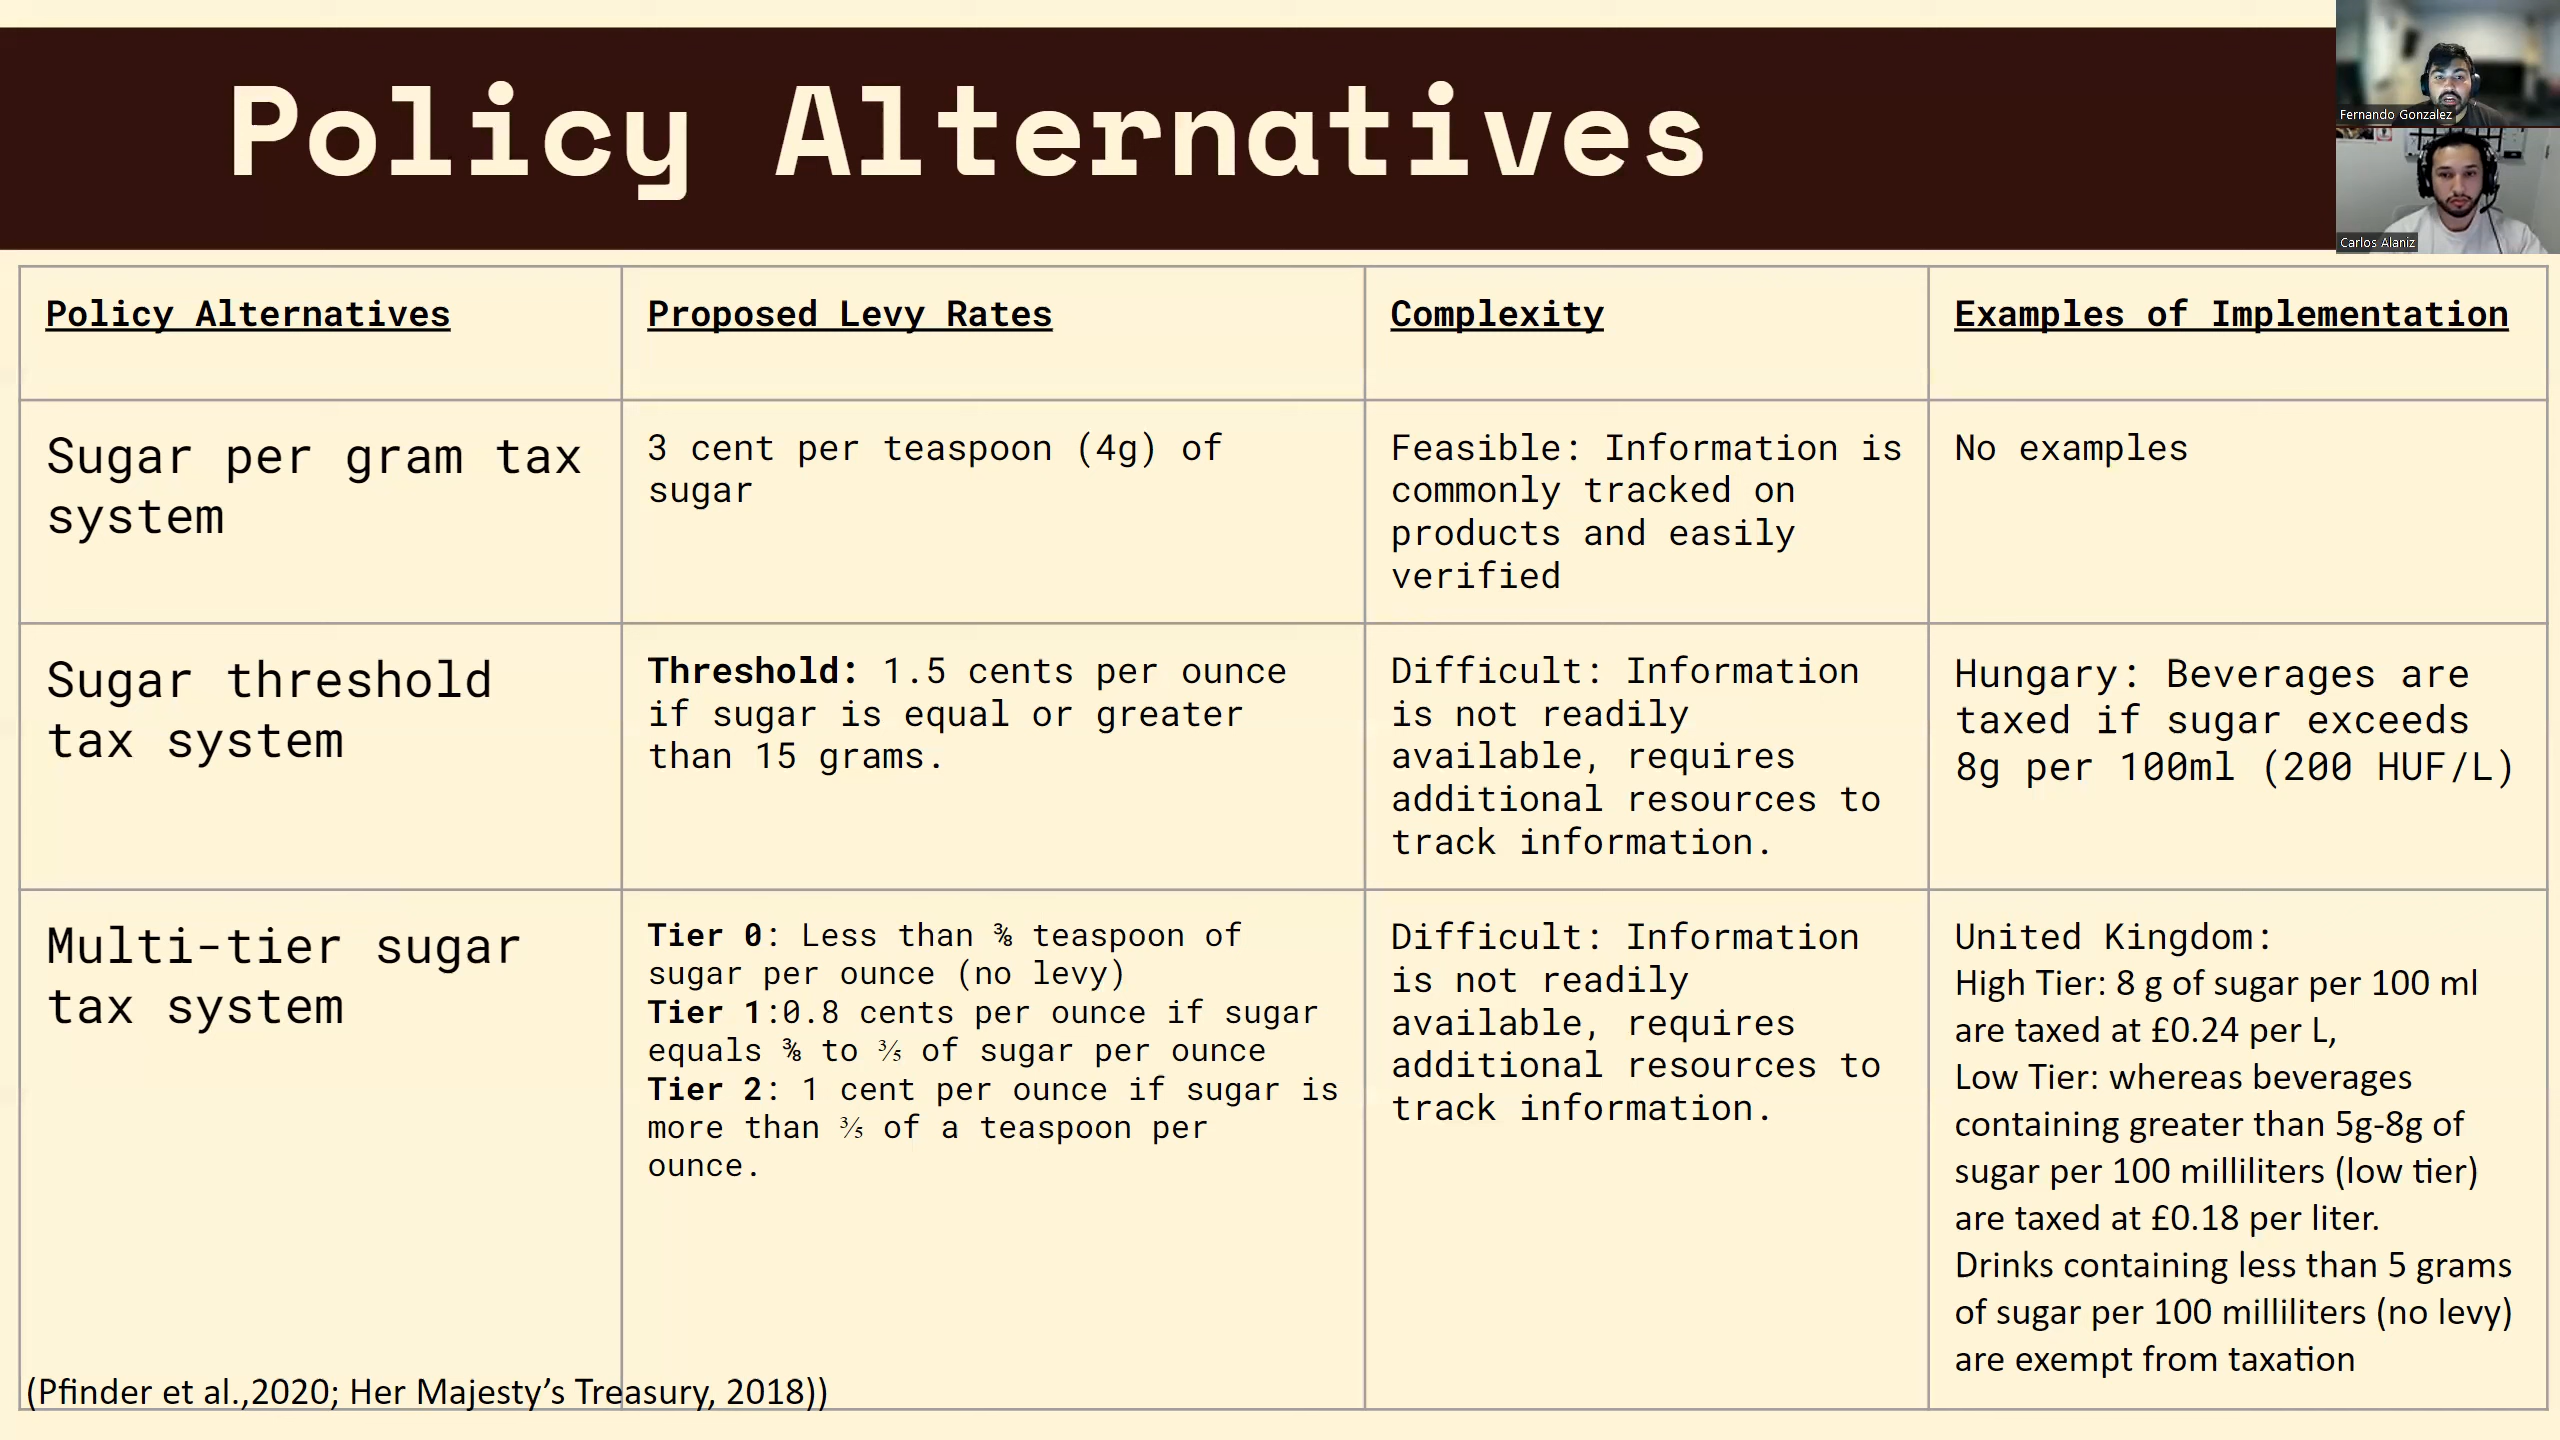 Policy Alternatives
Fernando Gonzalez
Carlos Alaniz
Policy Alternatives
Proposed Levy Rates
Complexity
Examples of Implementation
Sugar per gram tax
system
3 cent per teaspoon (4g) of
sugar
Feasible: Information is
commonly tracked on
products and easily
verified
No examples
Sugar threshold
tax system
Threshold: 1.5 cents per ounce
if sugar is equal or greater
than 15 grams.
Difficult: Information
is not readily
available, requires
additional resources to
track information.
Hungary: Beverages are
taxed if sugar exceeds
8g per 100ml (200 HUF/L)
Multi-tier sugar
tax system
Tier 0: Less than ⅜ teaspoon of
sugar per ounce (no levy)
Tier 1:0.8 cents per ounce if sugar
equals ⅜ to ⅗ of sugar per ounce
Tier 2: 1 cent per ounce if sugar is
more than ⅗ of a teaspoon per
ounce.
Difficult: Information
is not readily
available, requires
additional resources to
track information.
United Kingdom:
High Tier: 8 g of sugar per 100 ml
are taxed at £0.24 per L,
Low Tier: whereas beverages
containing greater than 5g-8g of
sugar per 100 milliliters (low tier)
are taxed at £0.18 per liter.
Drinks containing less than 5 grams
of sugar per 100 milliliters (no levy)
are exempt from taxation
(Pfinder et al.,2020; Her Majesty’s Treasury, 2018))